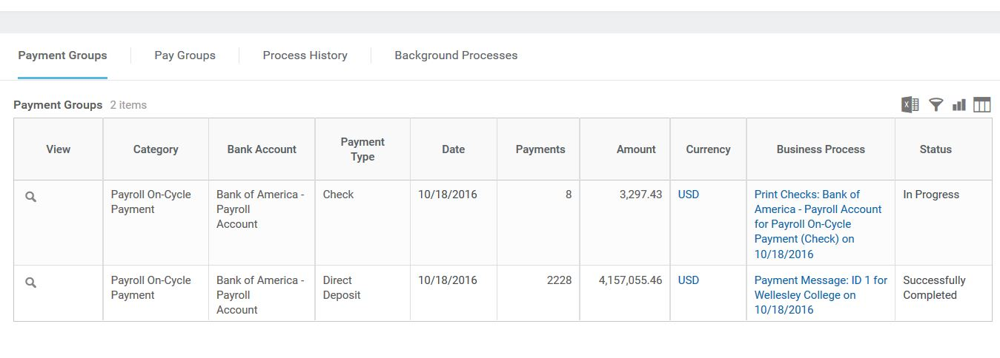 Payment Groups Pay Groups Process History Background Processes
Payment Groups 2 items
View Category Bank Account Payment Type Date Payments Amount Currency Business Process Status
Payroll On-Cycle Payment
Bank of America - Payroll Account
Check
10/18/2016
8
3,297.43
USD
Print Checks: Bank of
America - Payroll Account
for Payroll On-Cycle
Payment (Check) on
10/18/2016
In Progress
Payroll On-Cycle Payment
Bank of America - Payroll Account
Direct Deposit
10/18/2016
2228
4,157,055.46
USD
Payment Message: ID 1 for
Wellesley College on
10/18/2016
Successfully
Completed